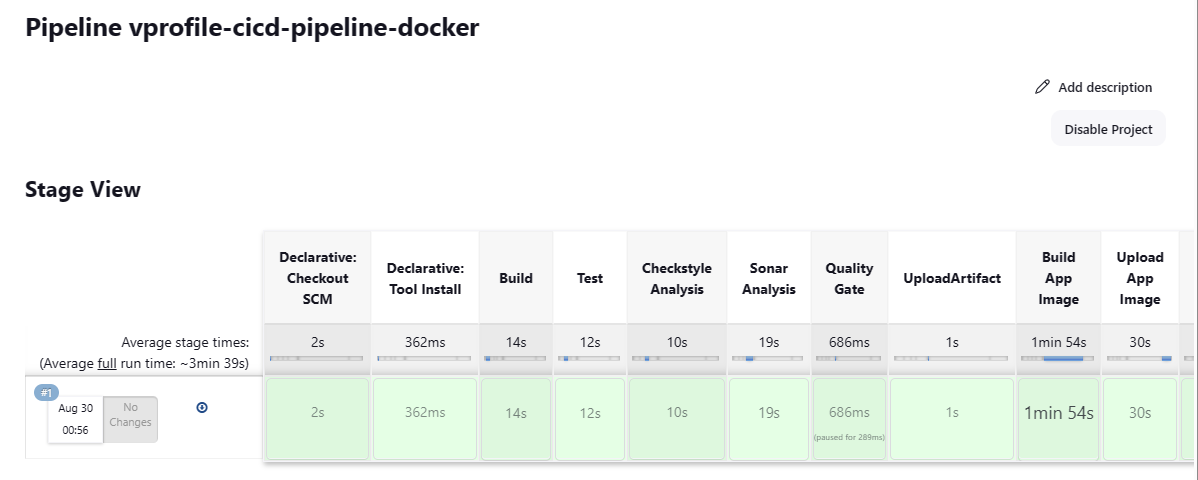 Pipeline vprofile-cicd-pipeline-docker
Add description
Disable Project
Stage View
Declarative: Checkout SCM
Declarative: Tool Install
Build
Test
Checkstyle Analysis
Sonar Analysis
Quality Gate
UploadArtifact
Build App Image
Upload App Image
Average stage times:
(Average full run time: ~3min 39s)
2s
362ms
14s
12s
10s
19s
686ms
1s
1min 54s
30s
#1
Aug 30
00:56
No Changes
2s
362ms
14s
12s
10s
19s
686ms
(paused for 289ms)
1s
1min 54s
30s